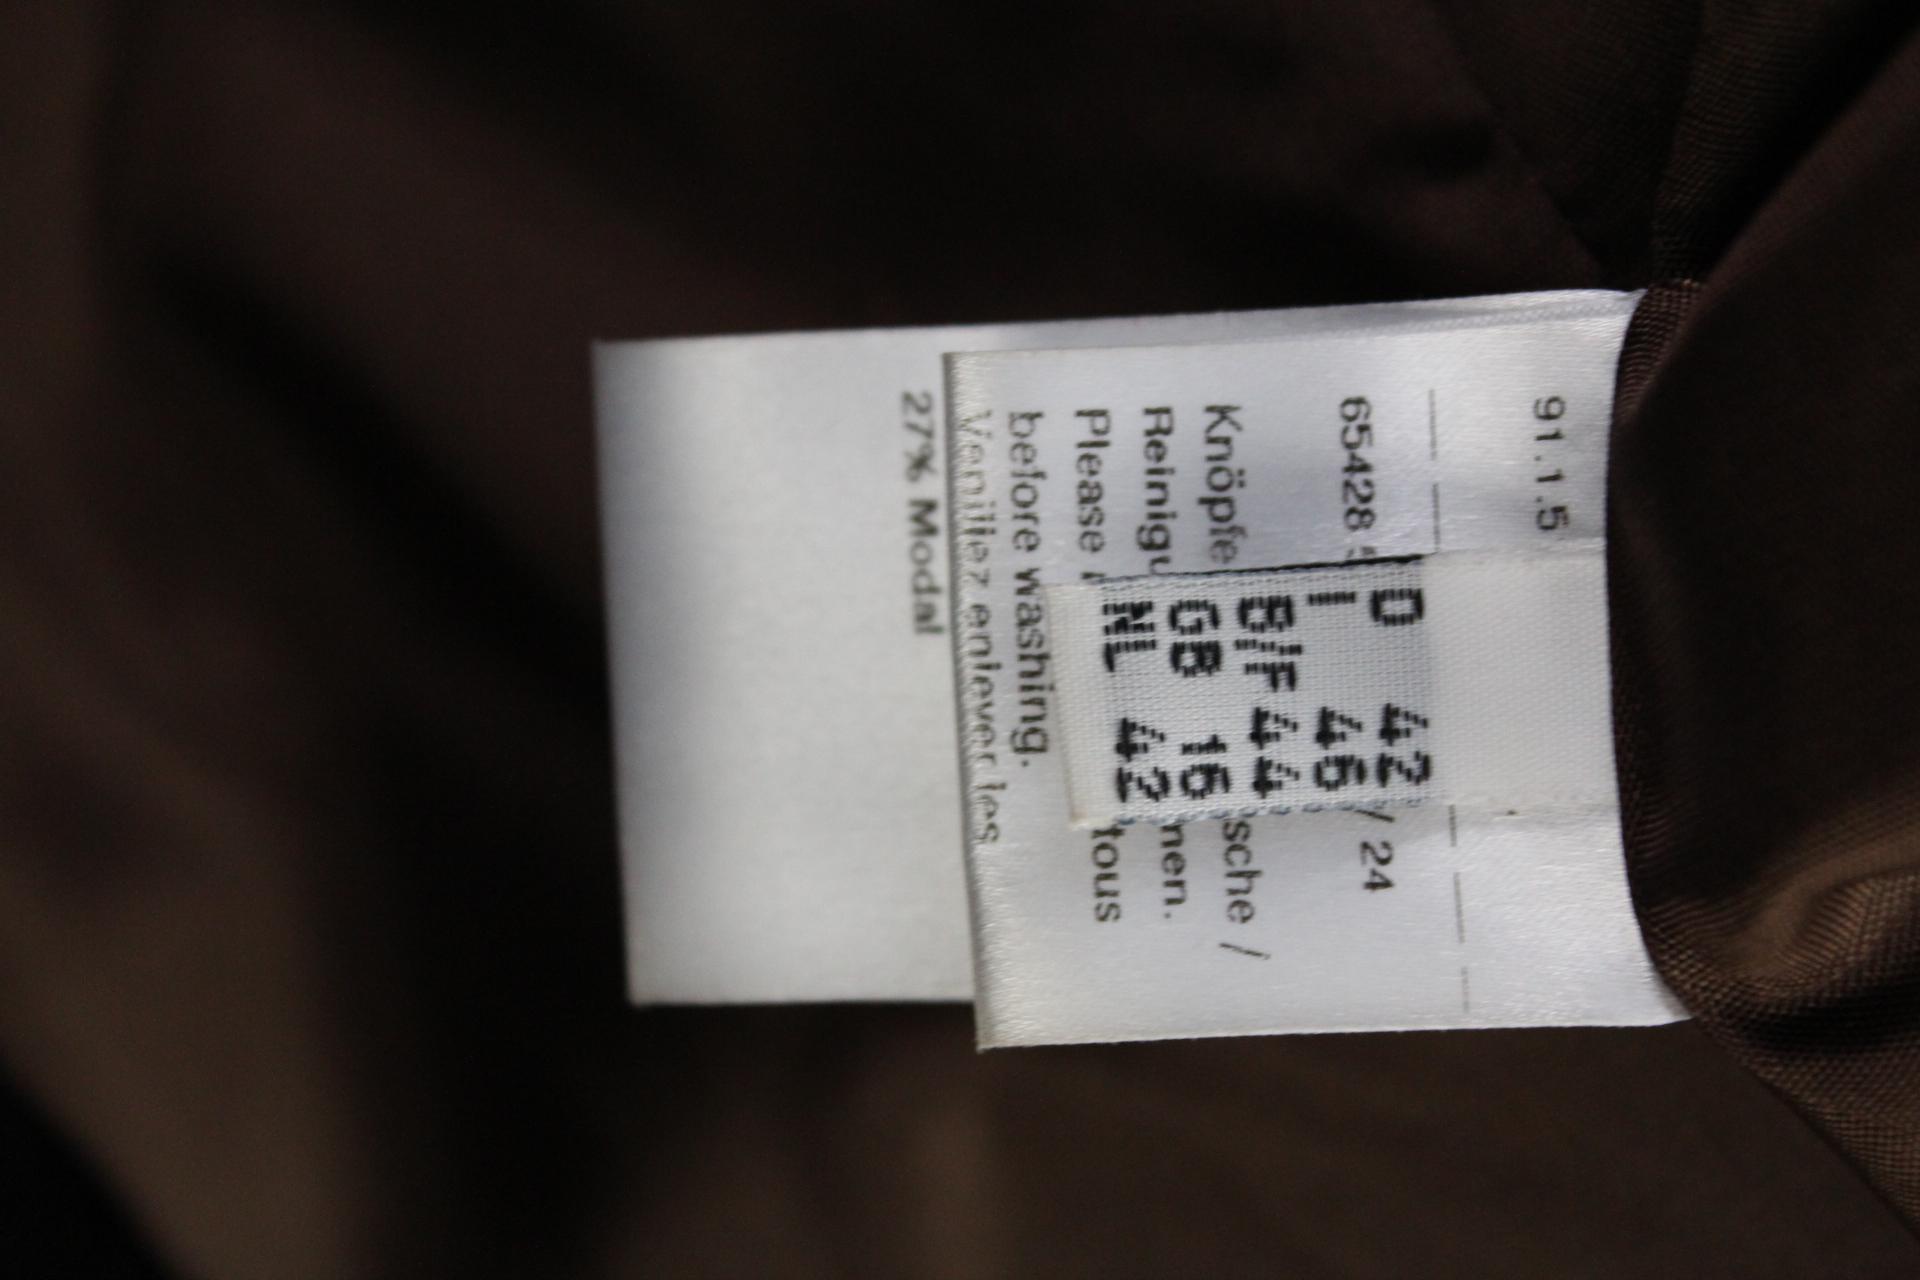 91.1.5
65428 / 24
D 42
I 46
B/F 44
GB 16
NL 42
Knöpfe sche /
Reinigu men.
Please tous
before washing.
Veuillez enlever les
27% Modal